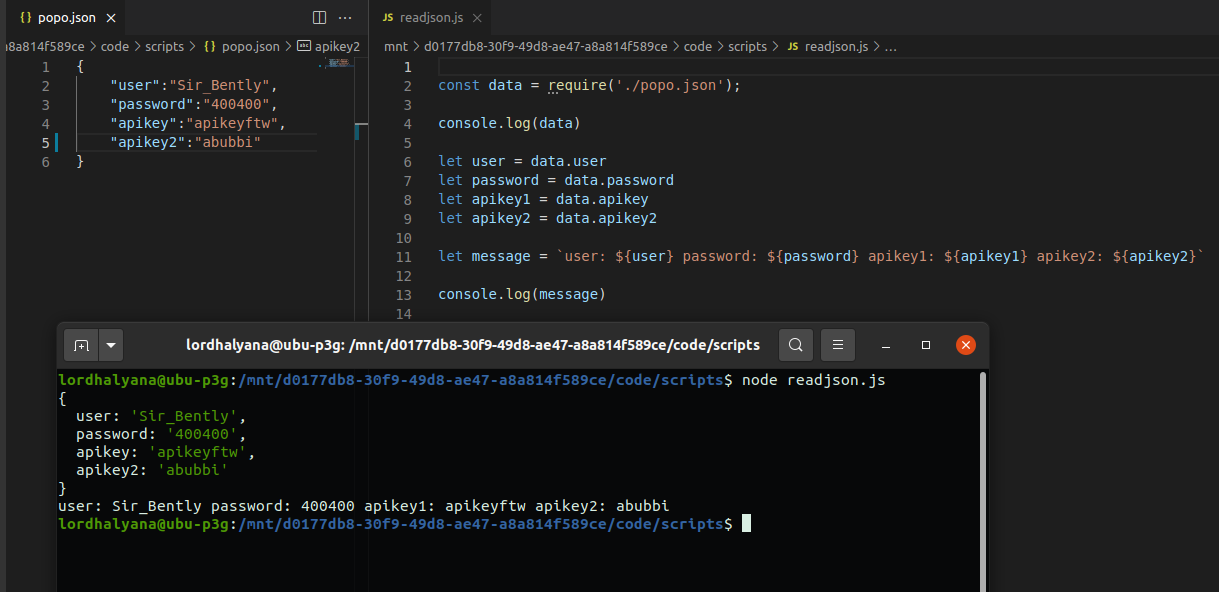 {} popo.json ×
a8a814f589ce > code > scripts > {} popo.json > abc apikey2
1 {
2 "user":"Sir_Bently",
3 "password":"400400",
4 "apikey":"apikeyftw",
5 "apikey2":"abubbi"
6 }
JS readjson.js ×
mnt > d0177db8-30f9-49d8-ae47-a8a814f589ce > code > scripts > JS readjson.js > ...
1
2 const data = require('./popo.json');
3
4 console.log(data)
5
6 let user = data.user
7 let password = data.password
8 let apikey1 = data.apikey
9 let apikey2 = data.apikey2
10
11 let message = `user: ${user} password: ${password} apikey1: ${apikey1} apikey2: ${apikey2}`
12
13 console.log(message)
14
lordhalyana@ubu-p3g: /mnt/d0177db8-30f9-49d8-ae47-a8a814f589ce/code/scripts
lordhalyana@ubu-p3g:/mnt/d0177db8-30f9-49d8-ae47-a8a814f589ce/code/scripts$ node readjson.js
{
user: 'Sir_Bently',
password: '400400',
apikey: 'apikeyftw',
apikey2: 'abubbi'
}
user: Sir_Bently password: 400400 apikey1: apikeyftw apikey2: abubbi
lordhalyana@ubu-p3g:/mnt/d0177db8-30f9-49d8-ae47-a8a814f589ce/code/scripts$